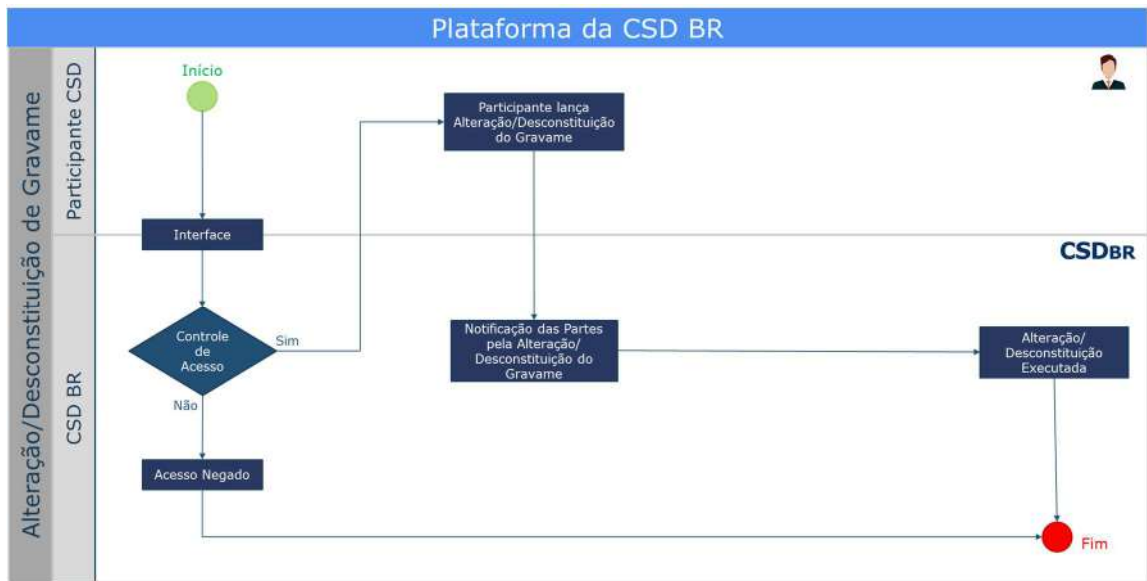 Plataforma da CSD BR
Alteração/Desconstituição de Gravame
Participante CSD
Início
Participante lança
Alteração/Desconstituição
do Gravame
Interface
CSD BR
CSDBR
Controle
de
Acesso
Sim
Não
Notificação das Partes
pela Alteração/
Desconstituição do
Gravame
Alteração/
Desconstituição
Executada
Acesso Negado
Fim